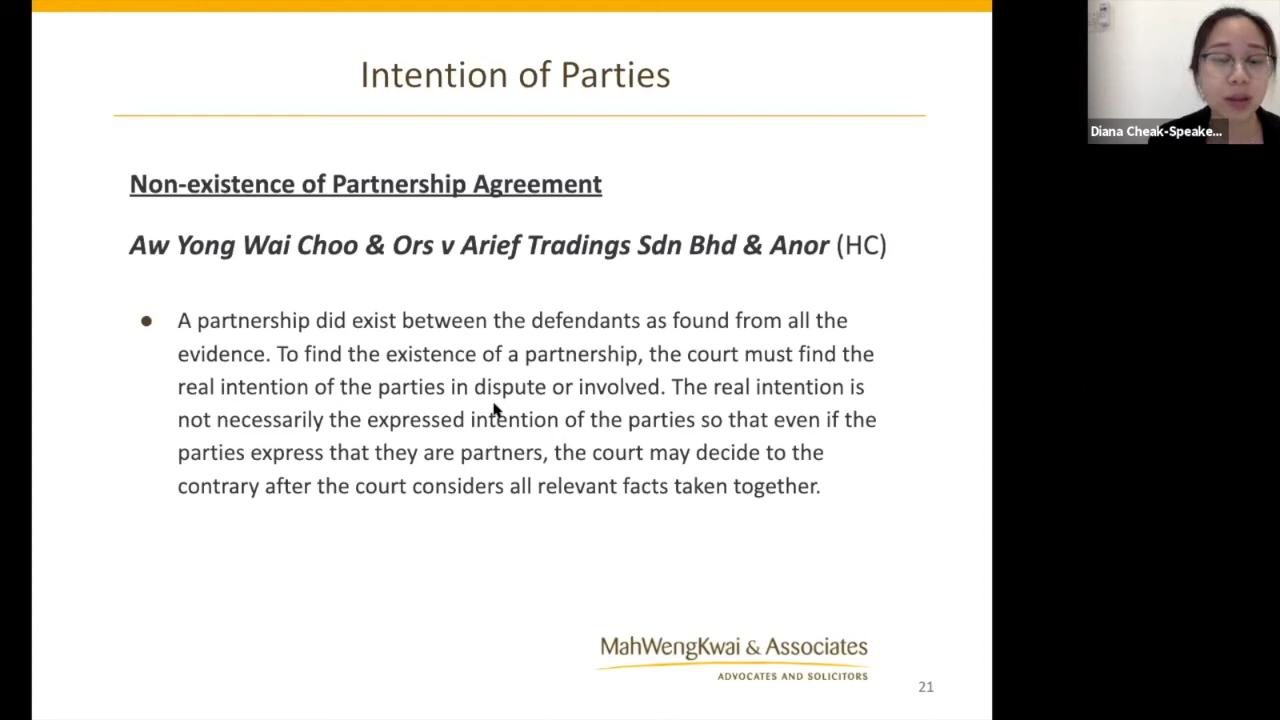 Intention of Parties
Diana Cheak-Speake...
Non-existence of Partnership Agreement
Aw Yong Wai Choo & Ors v Arief Tradings Sdn Bhd & Anor (HC)
● A partnership did exist between the defendants as found from all the
evidence. To find the existence of a partnership, the court must find the
real intention of the parties in dispute or involved. The real intention is
not necessarily the expressed intention of the parties so that even if the
parties express that they are partners, the court may decide to the
contrary after the court considers all relevant facts taken together.
MahWengKwai & Associates
ADVOCATES AND SOLICITORS
21